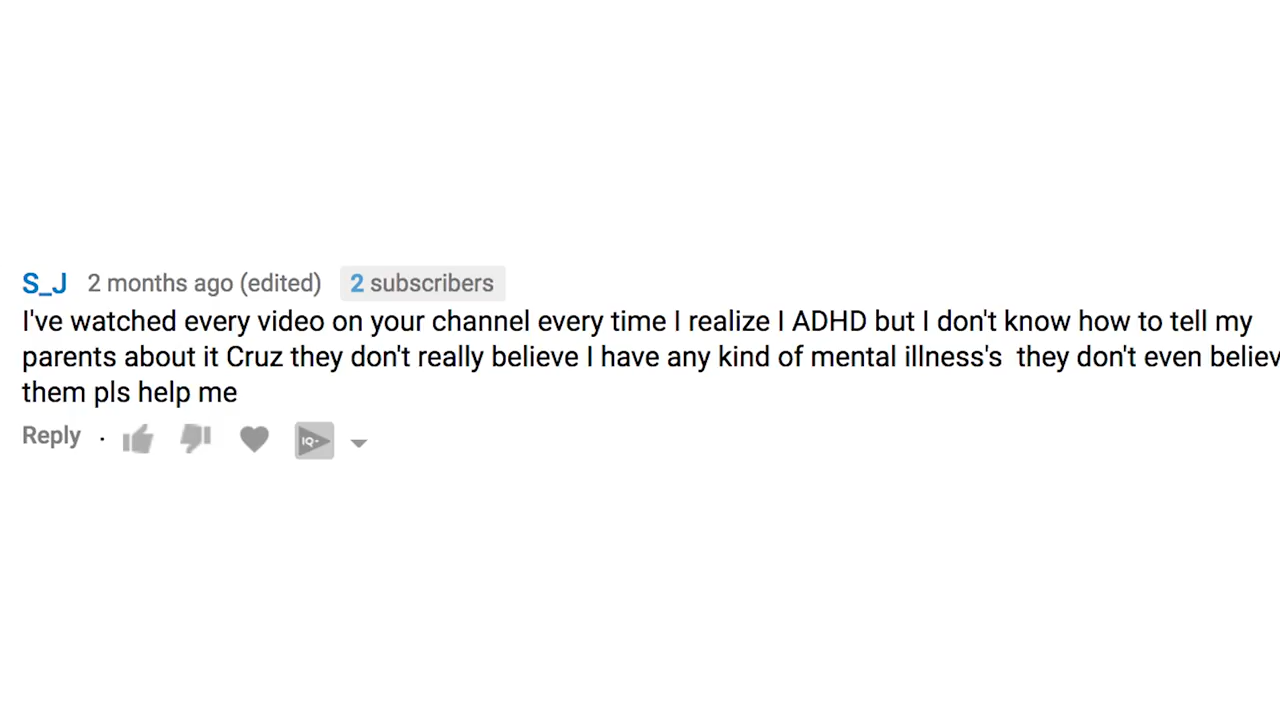 S_J 2 months ago (edited) 2 subscribers
I've watched every video on your channel every time I realize I ADHD but I don't know how to tell my
parents about it Cruz they don't really believe I have any kind of mental illness's they don't even believ
them pls help me
Reply · IQ-